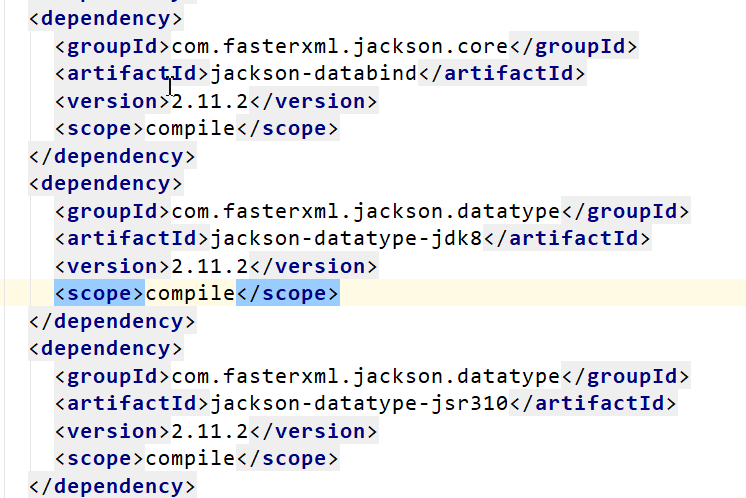 <dependency>
<groupId>com.fasterxml.jackson.core</groupId>
<artifactId>jackson-databind</artifactId>
<version>2.11.2</version>
<scope>compile</scope>
</dependency>
<dependency>
<groupId>com.fasterxml.jackson.datatype</groupId>
<artifactId>jackson-datatype-jdk8</artifactId>
<version>2.11.2</version>
<scope>compile</scope>
</dependency>
<dependency>
<groupId>com.fasterxml.jackson.datatype</groupId>
<artifactId>jackson-datatype-jsr310</artifactId>
<version>2.11.2</version>
<scope>compile</scope>
</dependency>